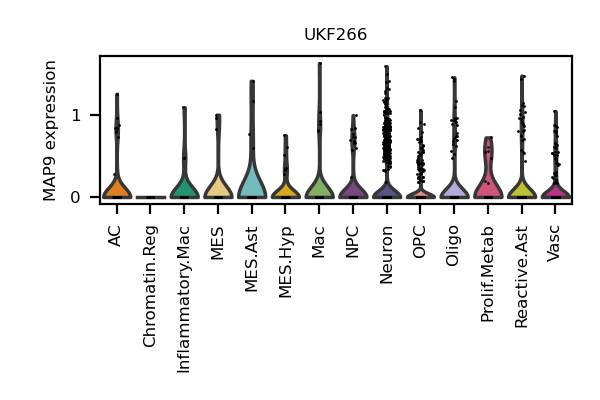 UKF266
MAP9 expression
1
0
AC
Chromatin.Reg
Inflammatory.Mac
MES
MES.Ast
MES.Hyp
Mac
NPC
Neuron
OPC
Oligo
Prolif.Metab
Reactive.Ast
Vasc